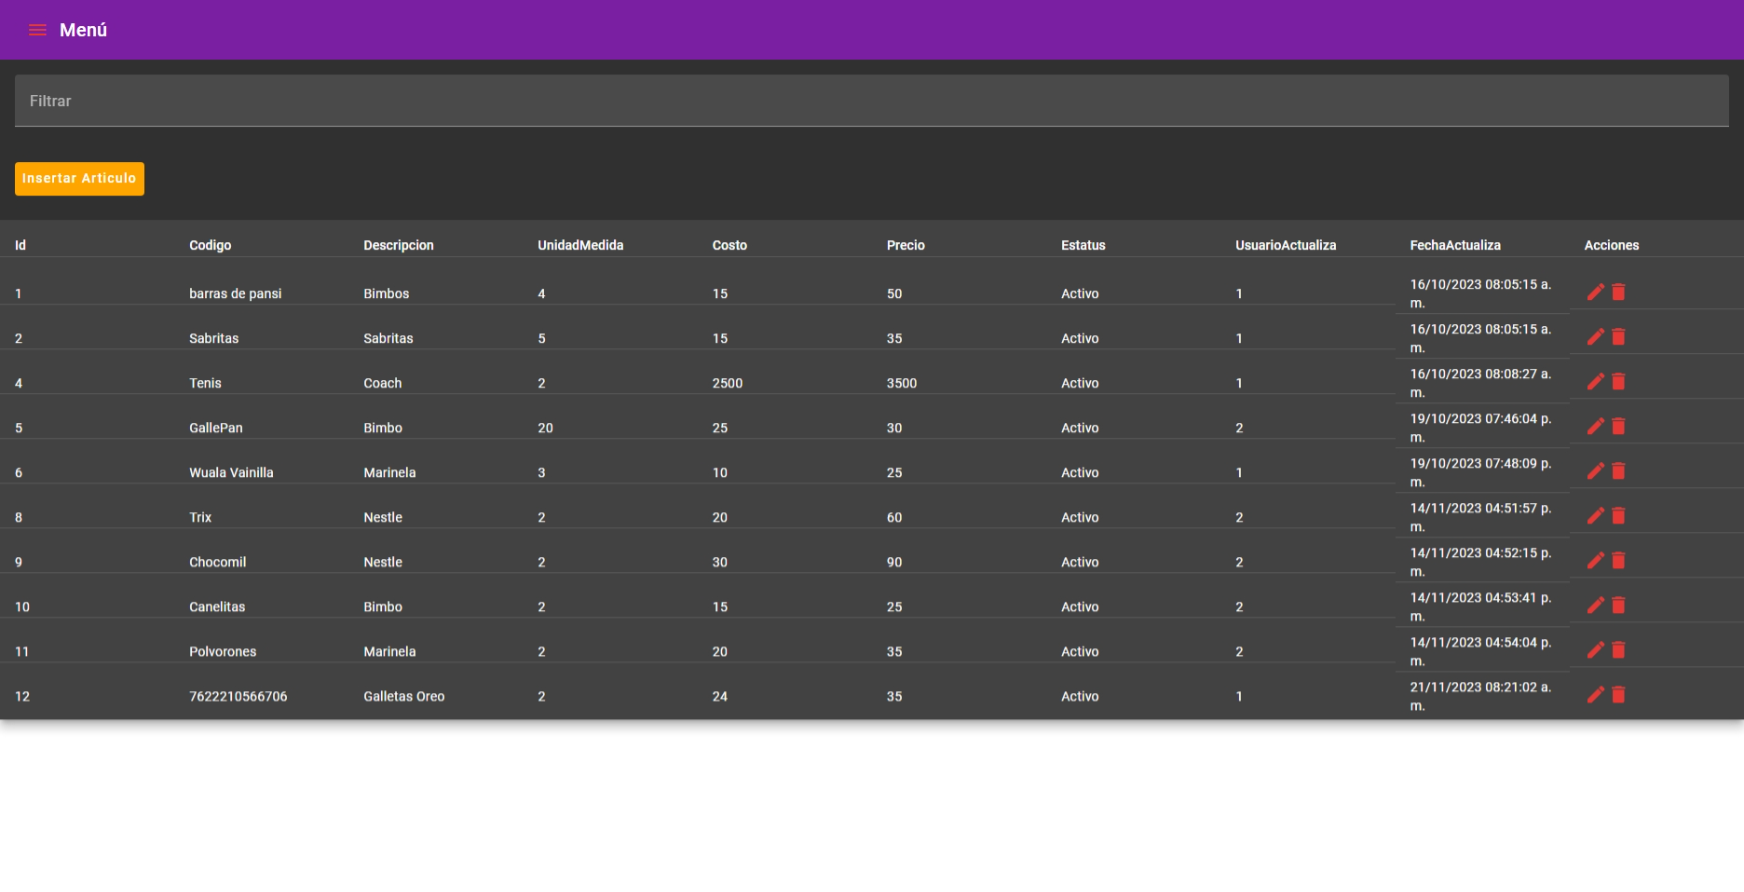 Menú
Filtrar
Insertar Articulo
Id Codigo Descripcion UnidadMedida Costo Precio Estatus UsuarioActualiza FechaActualiza Acciones
1 barras de pansi Bimbos 4 15 50 Activo 1 16/10/2023 08:05:15 a.
m.
2 Sabritas Sabritas 5 15 35 Activo 1 16/10/2023 08:05:15 a.
m.
4 Tenis Coach 2 2500 3500 Activo 1 16/10/2023 08:08:27 a.
m.
5 GallePan Bimbo 20 25 30 Activo 2 19/10/2023 07:46:04 p.
m.
6 Wuala Vainilla Marinela 3 10 25 Activo 1 19/10/2023 07:48:09 p.
m.
8 Trix Nestle 2 20 60 Activo 2 14/11/2023 04:51:57 p.
m.
9 Chocomil Nestle 2 30 90 Activo 2 14/11/2023 04:52:15 p.
m.
10 Canelitas Bimbo 2 15 25 Activo 2 14/11/2023 04:53:41 p.
m.
11 Polvorones Marinela 2 20 35 Activo 2 14/11/2023 04:54:04 p.
m.
12 7622210566706 Galletas Oreo 2 24 35 Activo 1 21/11/2023 08:21:02 a.
m.